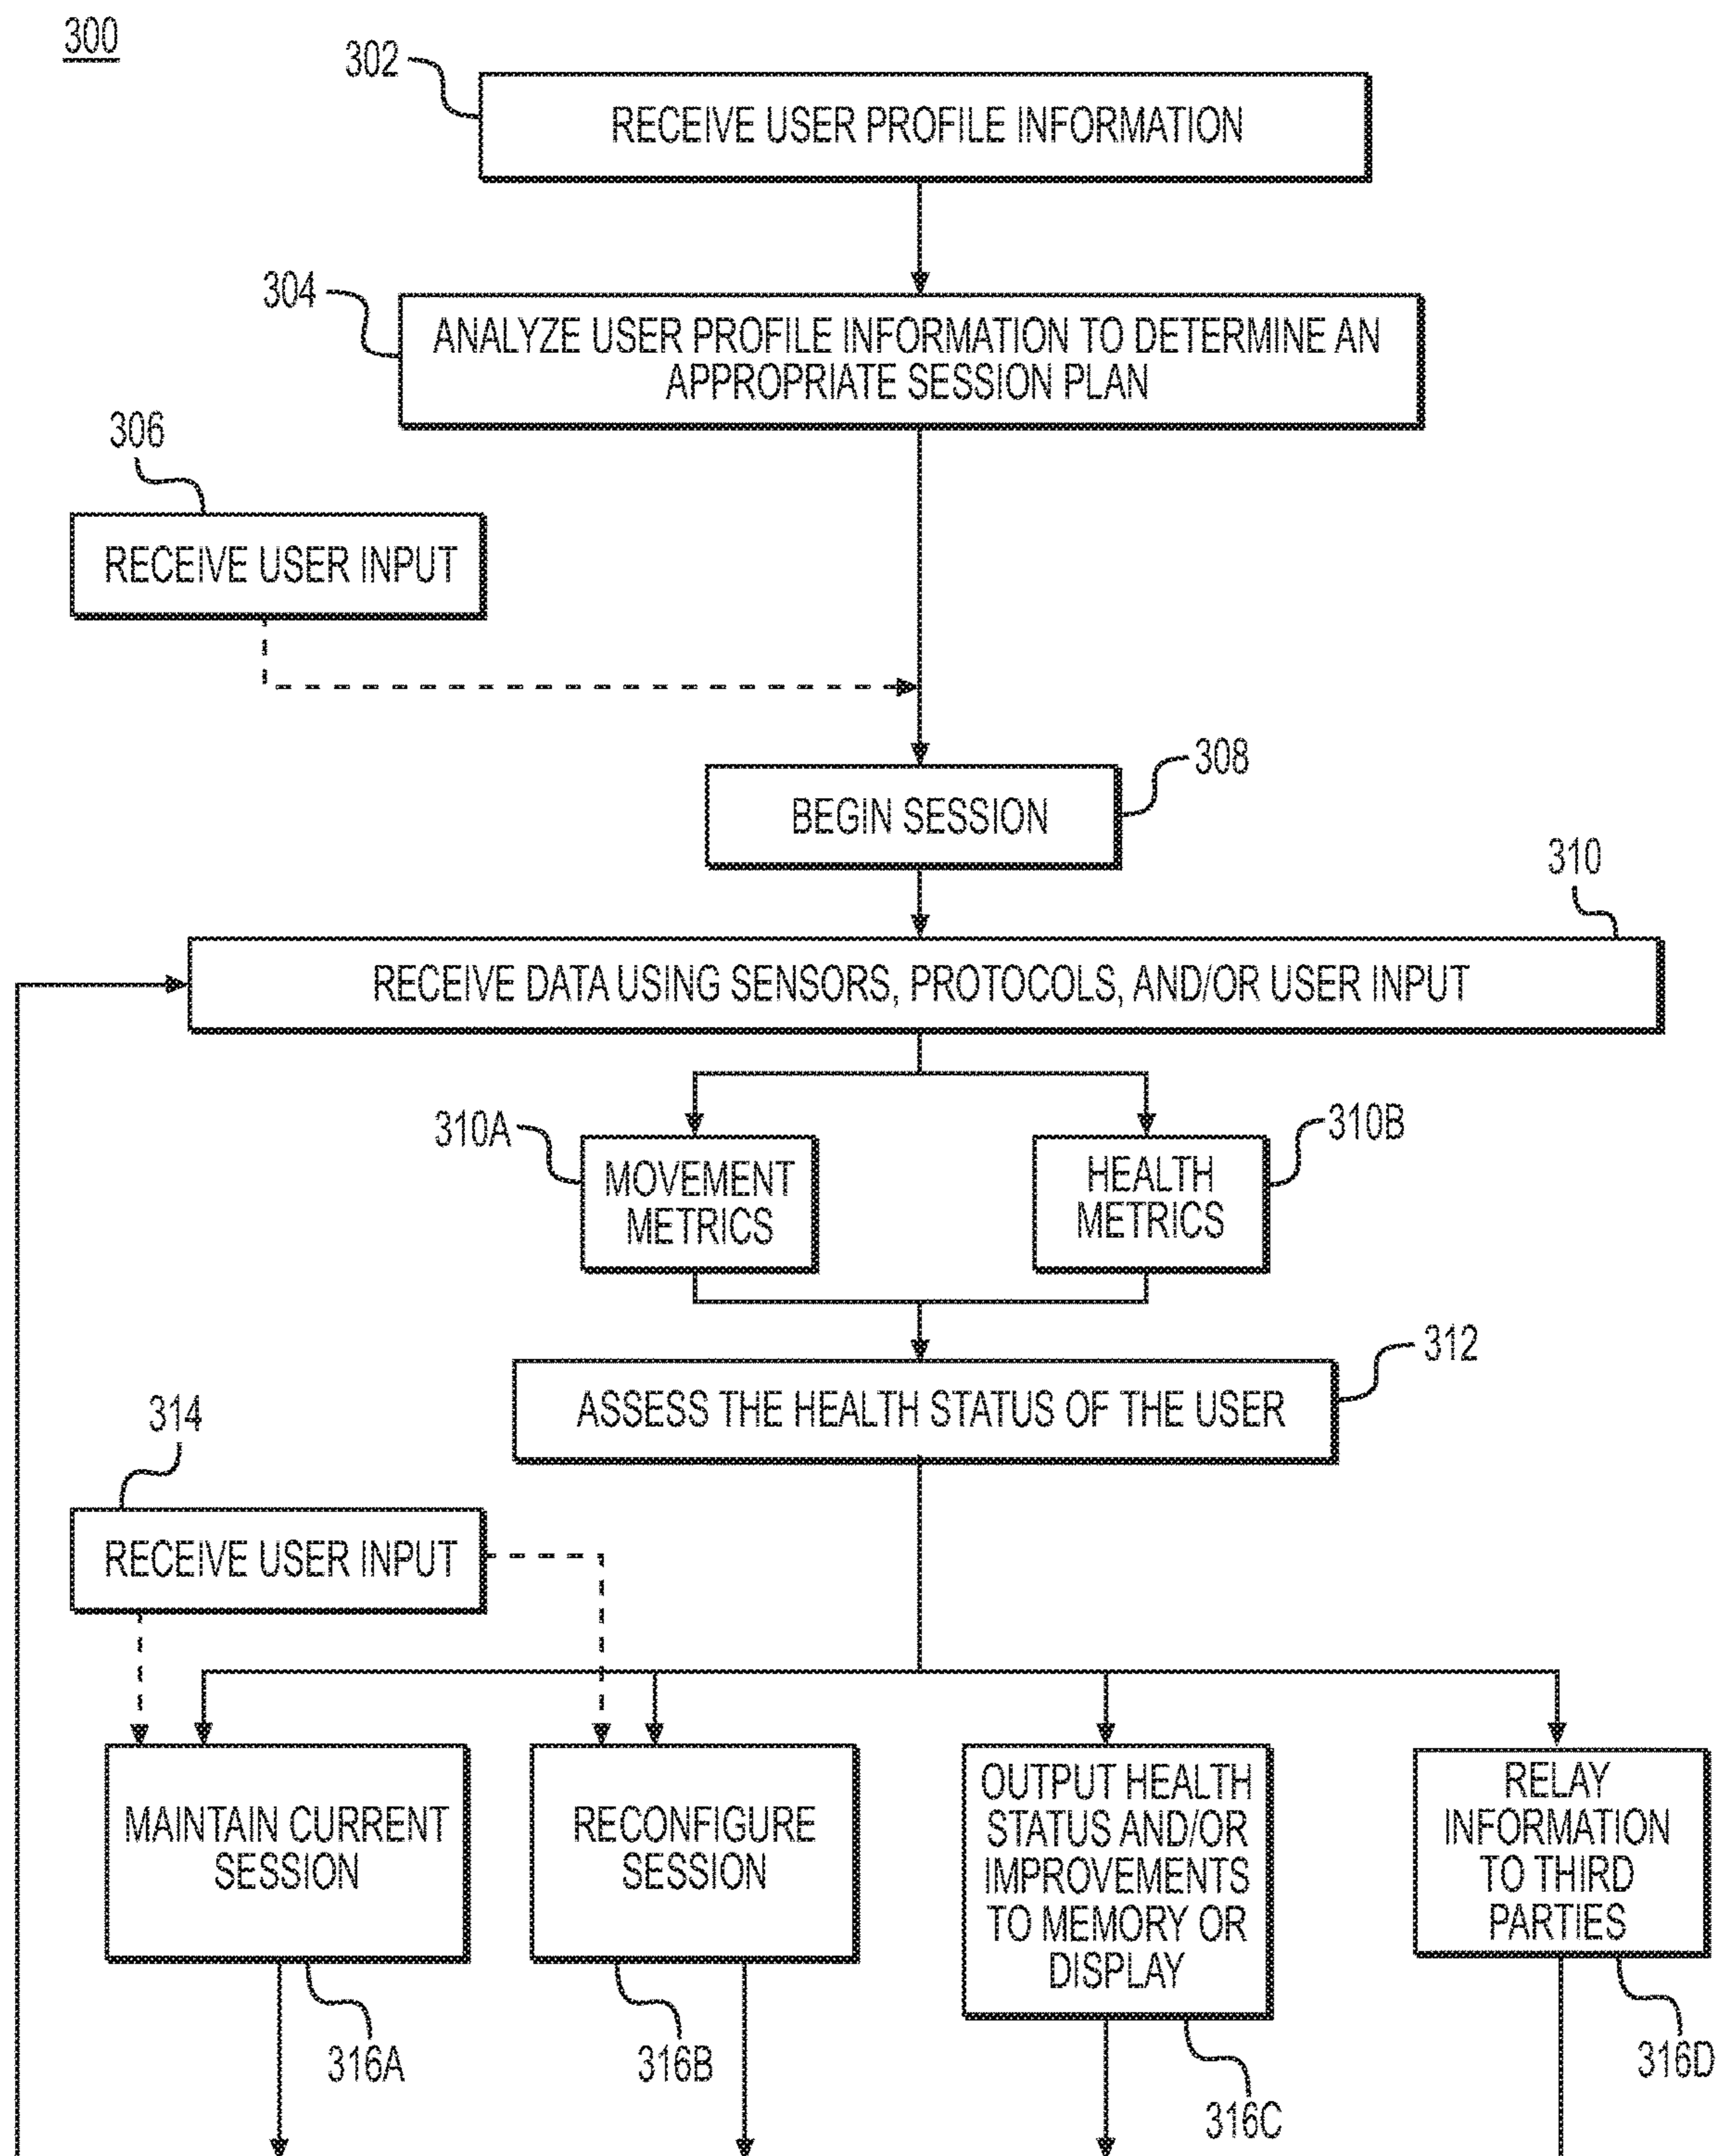 300
302
RECEIVE USER PROFILE INFORMATION
304
ANALYZE USER PROFILE INFORMATION TO DETERMINE AN
APPROPRIATE SESSION PLAN
306
RECEIVE USER INPUT
308
BEGIN SESSION
310
RECEIVE DATA USING SENSORS, PROTOCOLS, AND/OR USER INPUT
310A
MOVEMENT
METRICS
310B
HEALTH
METRICS
312
ASSESS THE HEALTH STATUS OF THE USER
314
RECEIVE USER INPUT
MAINTAIN CURRENT
SESSION
316A
RECONFIGURE
SESSION
316B
OUTPUT HEALTH
STATUS AND/OR
IMPROVEMENTS
TO MEMORY OR
DISPLAY
316C
RELAY
INFORMATION
TO THIRD
PARTIES
316D